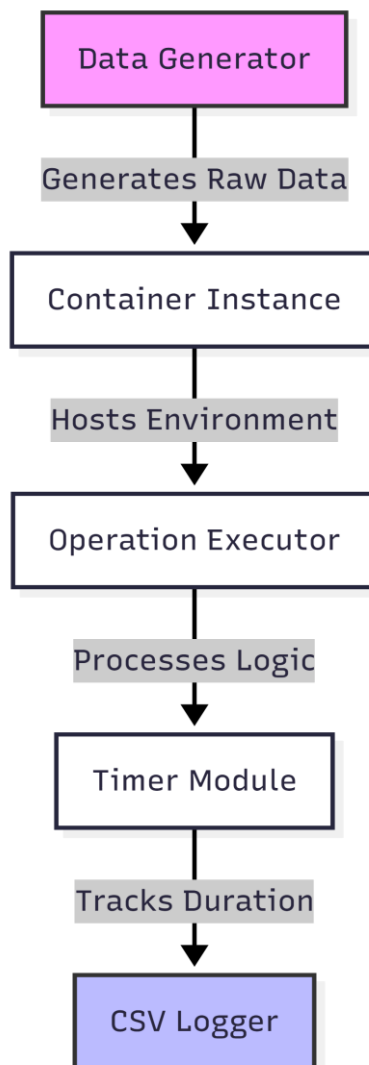 Data Generator
Generates Raw Data
Container Instance
Hosts Environment
Operation Executor
Processes Logic
Timer Module
Tracks Duration
CSV Logger